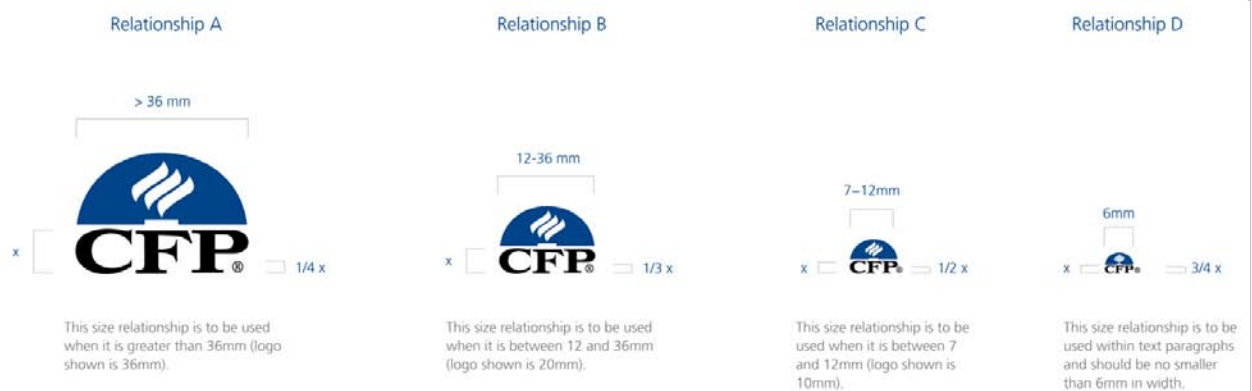 Relationship A
> 36 mm
x
CFP®
1/4 x
This size relationship is to be used
when it is greater than 36mm (logo
shown is 36mm).
Relationship B
12-36 mm
x
CFP®
1/3 x
This size relationship is to be used
when it is between 12 and 36mm
(logo shown is 20mm).
Relationship C
7–12mm
x
CFP®
1/2 x
This size relationship is to be
used when it is between 7
and 12mm (logo shown is
10mm).
Relationship D
6mm
x
CFP®
3/4 x
This size relationship is to be
used within text paragraphs
and should be no smaller
than 6mm in width.